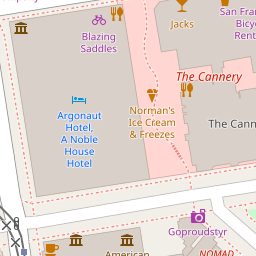 Jacks
San Fran
Bicyc
Rent
Blazing
Saddles
The Cannery
Argonaut
Hotel,
A Noble
House
Hotel
Norman's
Ice Cream
& Freezes
The Cann
Goproudstyr
American
NOMAD